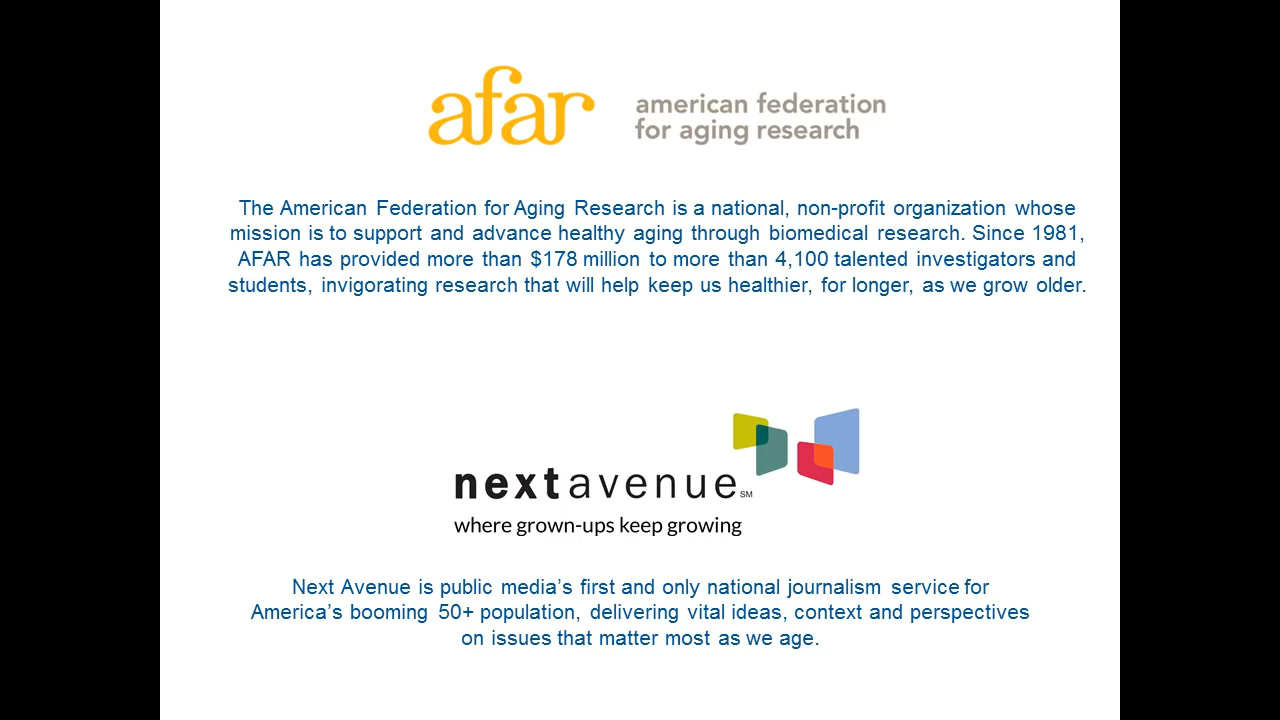 afar
american federation
for aging research
The American Federation for Aging Research is a national, non-profit organization whose
mission is to support and advance healthy aging through biomedical research. Since 1981,
AFAR has provided more than $178 million to more than 4,100 talented investigators and
students, invigorating research that will help keep us healthier, for longer, as we grow older.
nextavenue SM
where grown-ups keep growing
Next Avenue is public media’s first and only national journalism service for
America’s booming 50+ population, delivering vital ideas, context and perspectives
on issues that matter most as we age.